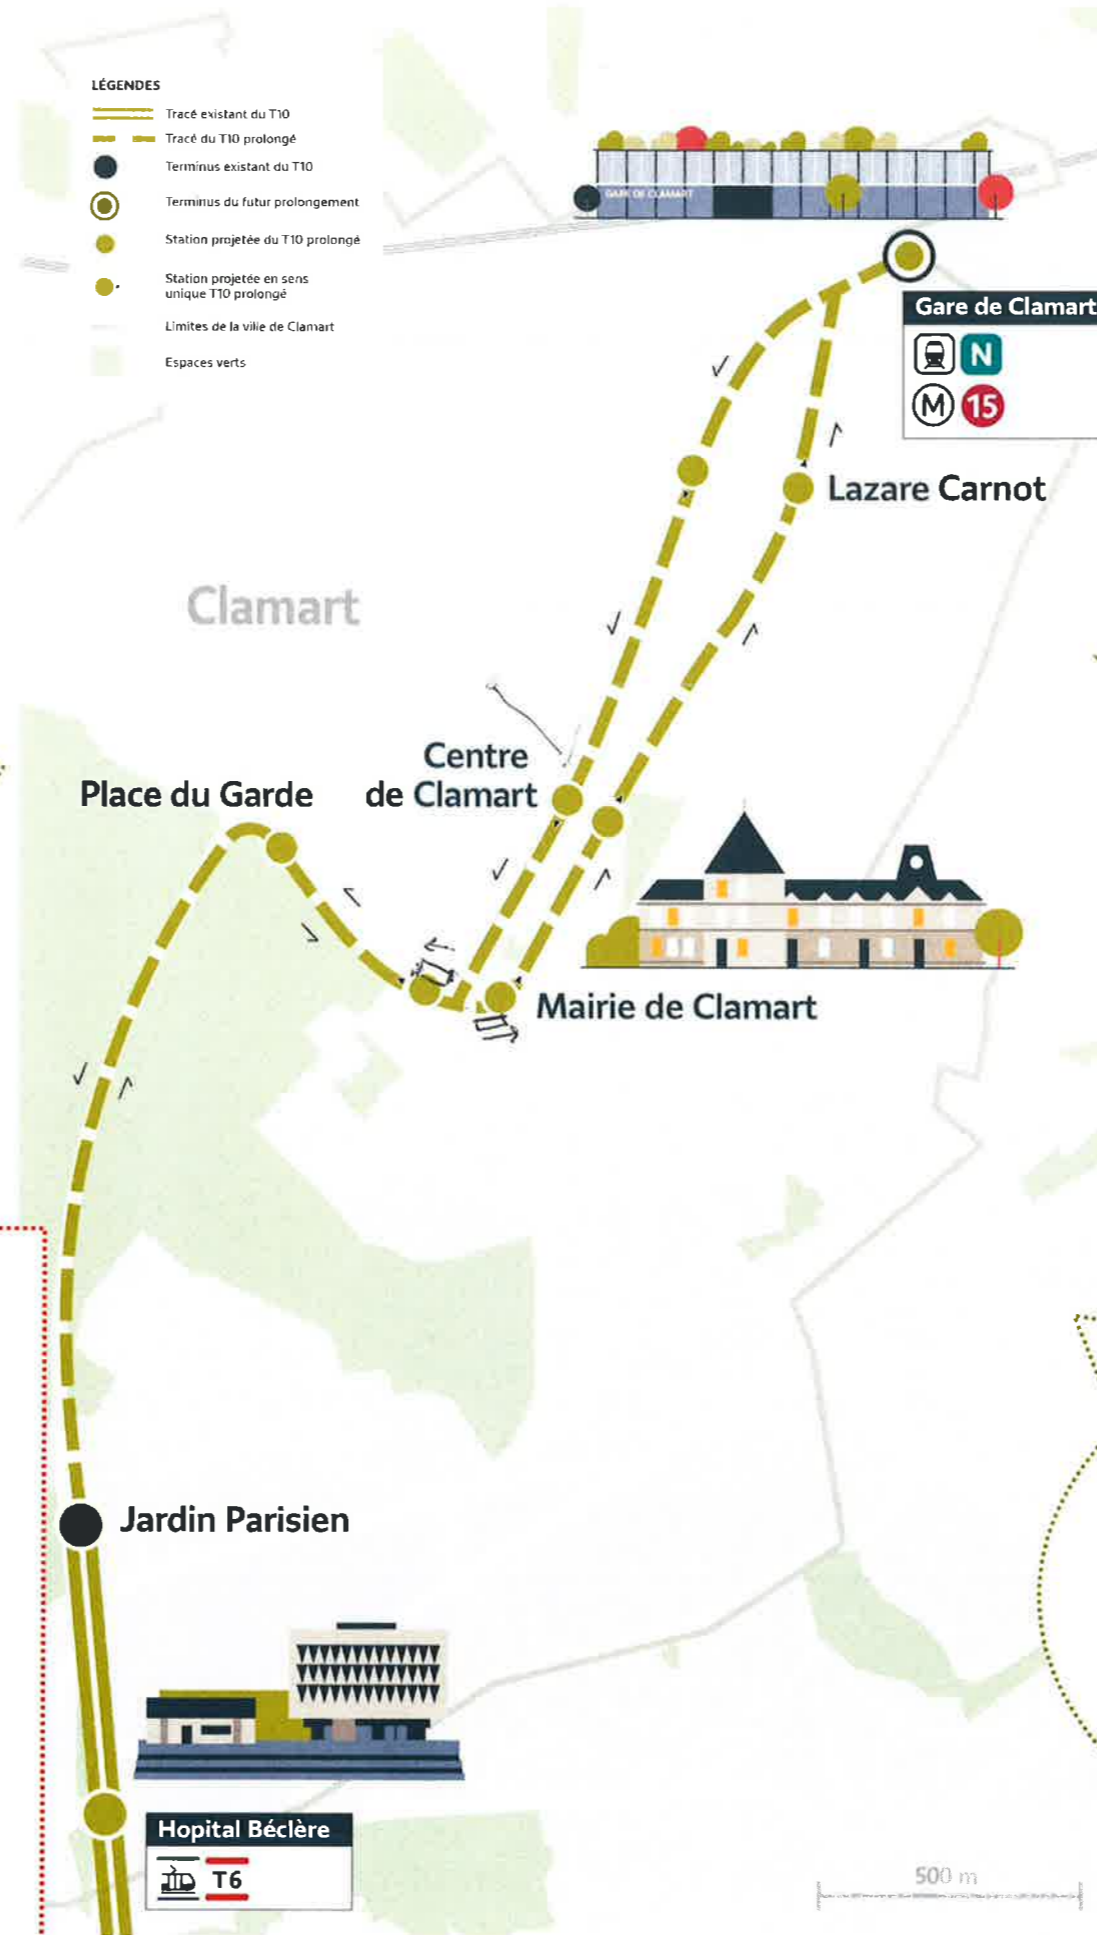 LÉGENDES
Tracé existant du T10
Tracé du T10 prolongé
Terminus existant du T10
Terminus du futur prolongement
Station projetée du T10 prolongé
Station projetée en sens
unique T10 prolongé
Limites de la ville de Clamart
Espaces verts
GARE DE CLAMART
Gare de Clamart
N
M 15
Lazare Carnot
Clamart
Centre
de Clamart
Place du Garde
Mairie de Clamart
Jardin Parisien
Hopital Béclère
T6
500 m